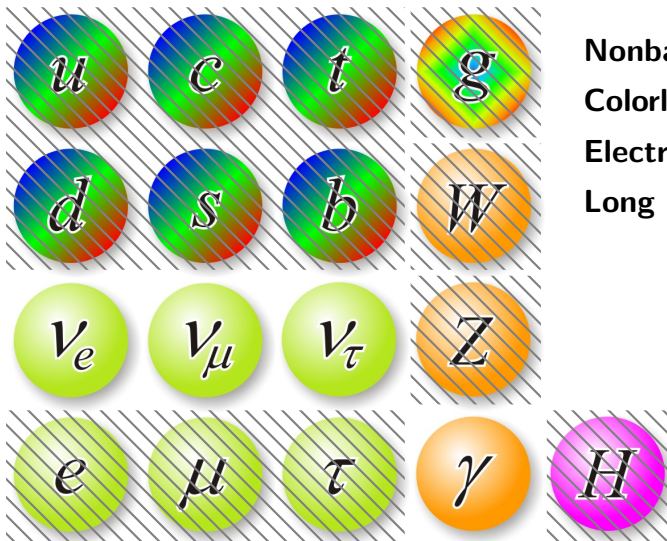 u c t g
d s b W
νe νμ ντ Z
e μ τ γ H
Nonba
Colorl
Electr
Long